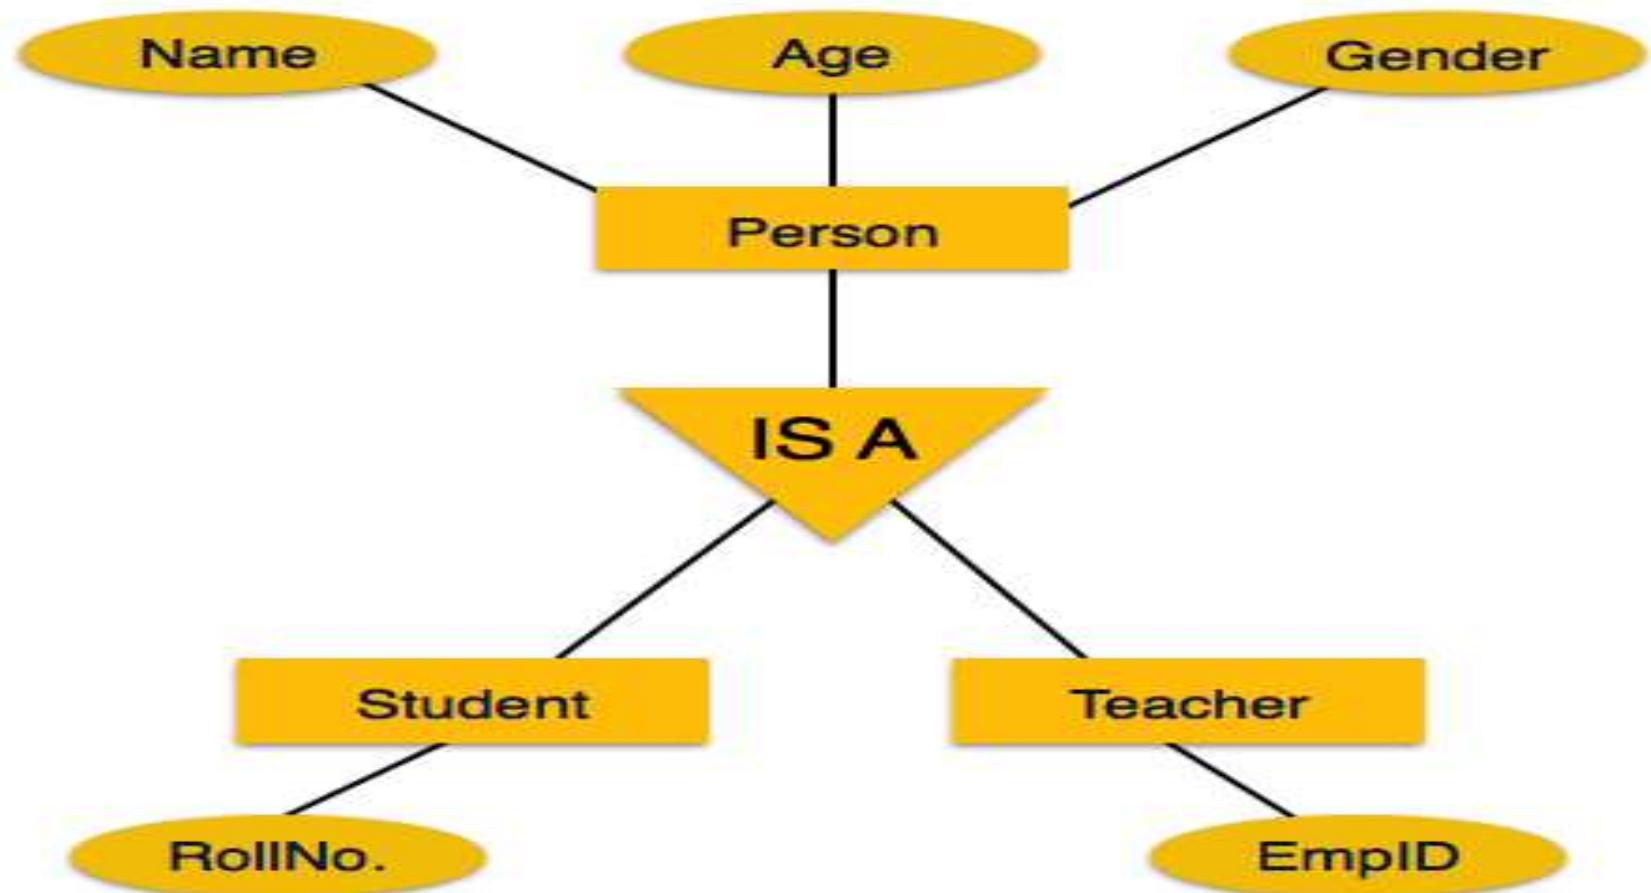 Name
Age
Gender
Person
IS A
Student
Teacher
RollNo.
EmpID